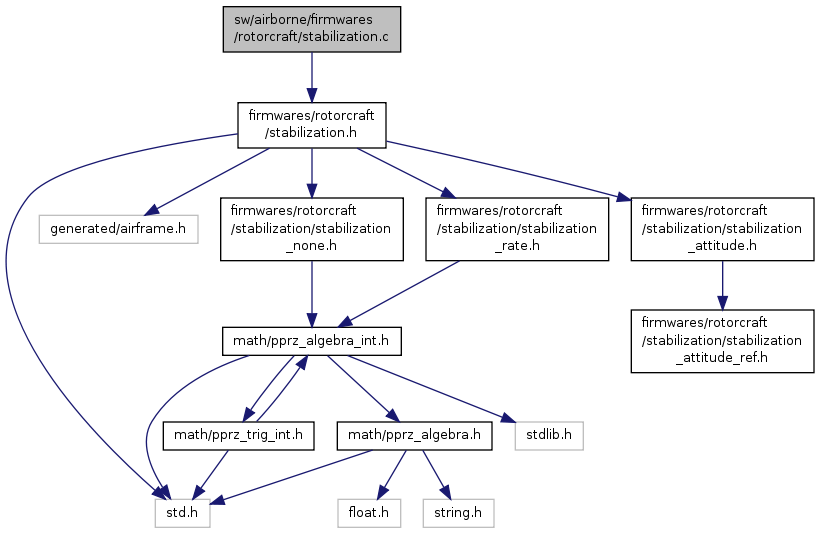 sw/airborne/firmwares
/rotorcraft/stabilization.c
firmwares/rotorcraft
/stabilization.h
generated/airframe.h
firmwares/rotorcraft
/stabilization/stabilization
_none.h
firmwares/rotorcraft
/stabilization/stabilization
_rate.h
firmwares/rotorcraft
/stabilization/stabilization
_attitude.h
math/pprz_algebra_int.h
firmwares/rotorcraft
/stabilization/stabilization
_attitude_ref.h
math/pprz_trig_int.h
math/pprz_algebra.h
stdlib.h
std.h
float.h
string.h